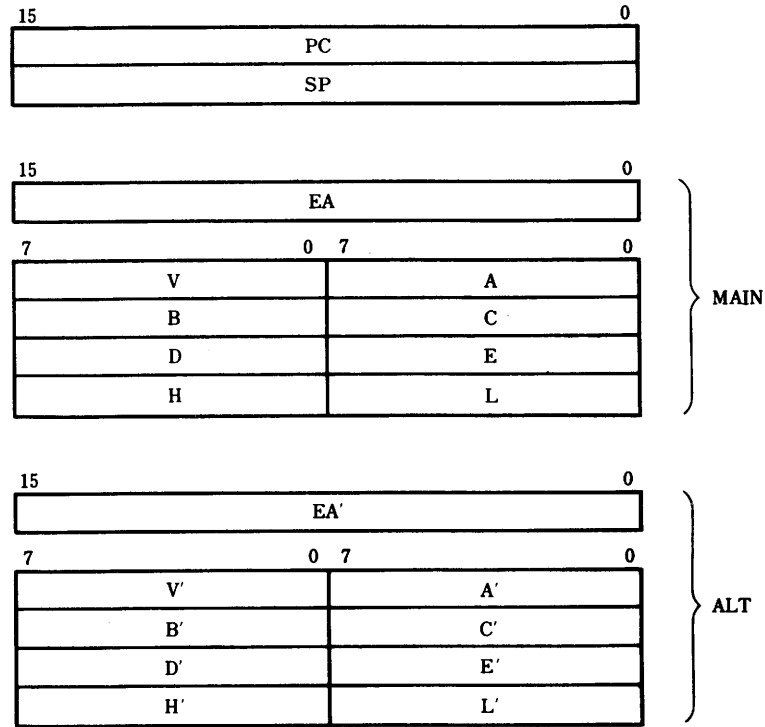 15 0
PC
SP
15 0
EA
7 0 7 0
V A
B C
D E
H L
MAIN
15 0
EA′
7 0 7 0
V′ A′
B′ C′
D′ E′
H′ L′
ALT